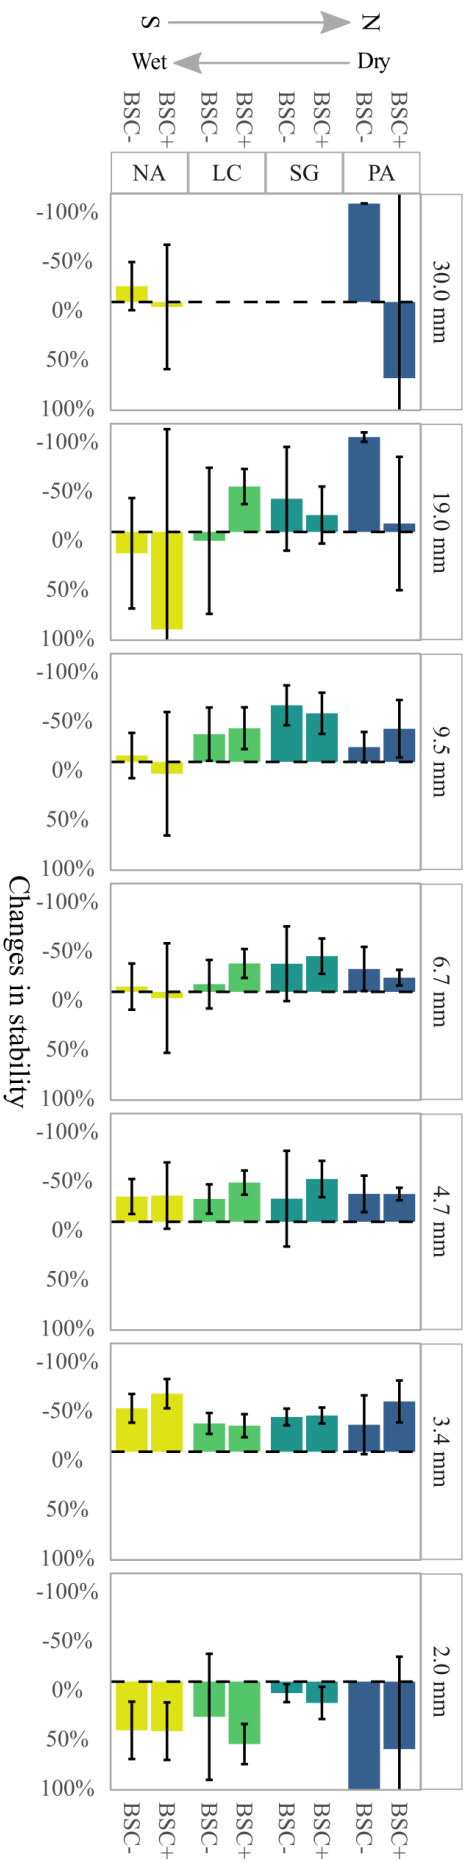 S N
Wet Dry
BSC- BSC+ BSC- BSC+ BSC- BSC+ BSC- BSC+
NA LC SG PA
30.0 mm
-100%
-50%
0%
50%
100%
19.0 mm
-100%
-50%
0%
50%
100%
9.5 mm
-100%
-50%
0%
50%
100%
6.7 mm
-100%
-50%
0%
50%
100%
4.7 mm
-100%
-50%
0%
50%
100%
3.4 mm
-100%
-50%
0%
50%
100%
2.0 mm
-100%
-50%
0%
50%
100%
Changes in stability
BSC- BSC+ BSC- BSC+ BSC- BSC+ BSC- BSC+